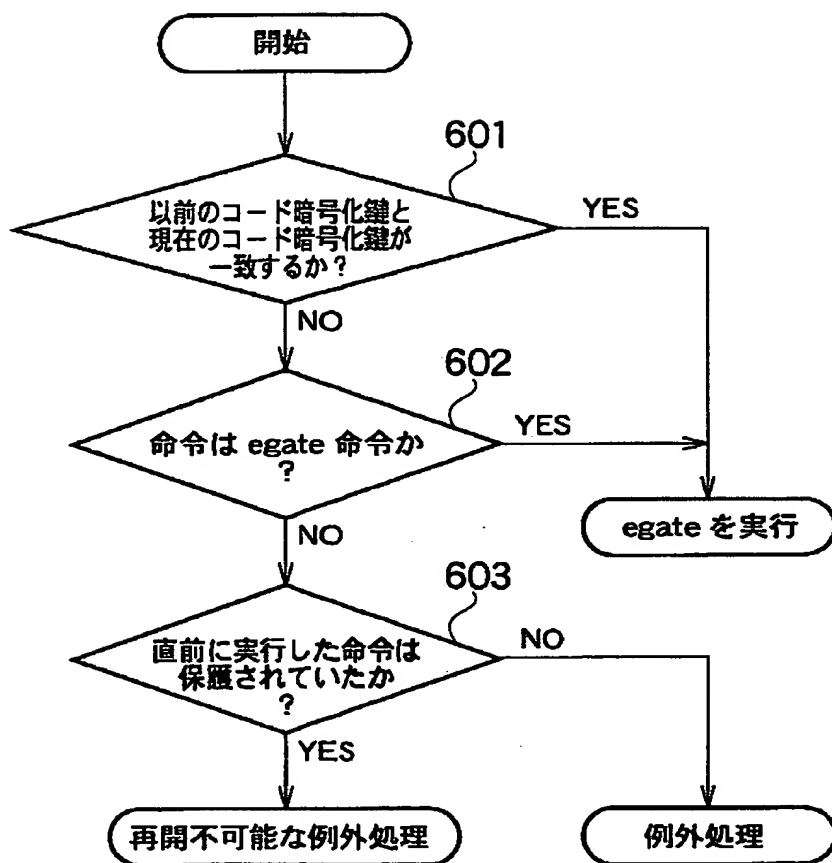 開始
601
以前のコード暗号化鍵と
現在のコード暗号化鍵が
一致するか?
YES
NO
602
命令は egate 命令か
?
YES
egate を実行
NO
603
直前に実行した命令は
保護されていたか
?
NO
YES
再開不可能な例外処理
例外処理